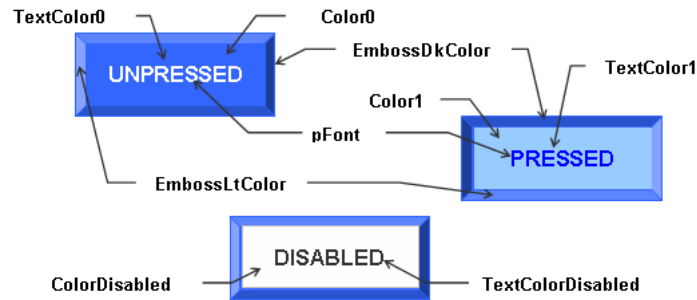 TextColor0
Color0
EmbossDkColor
TextColor1
UNPRESSED
Color1
pFont
PRESSED
EmbossLtColor
DISABLED
ColorDisabled
TextColorDisabled